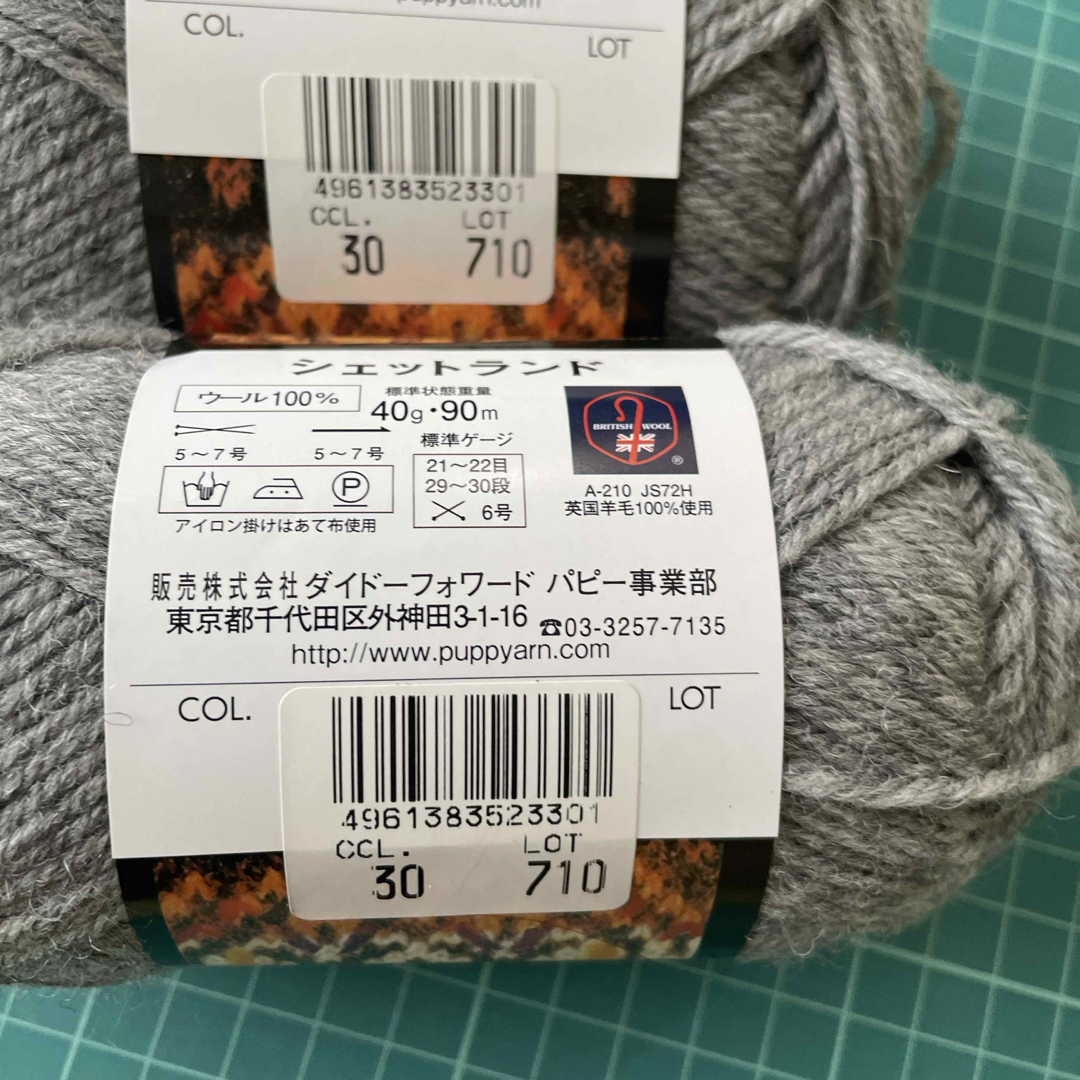 puppyarn.com
COL.
LOT
4961383523301
CCL. LOT
30 710
シェットランド
ウール100%
標準状態重量
40g・90m
5～7号
5～7号
標準ゲージ
21～22目
29～30段
6号
P
アイロン掛けはあて布使用
BRITISH WOOL
®
A-210 JS72H
英国羊毛100%使用
販売株式会社ダイドーフォワード パピー事業部
東京都千代田区外神田3-1-16 ☎03-3257-7135
http://www.puppyarn.com
COL.
LOT
4961383523301
CCL. LOT
30 710